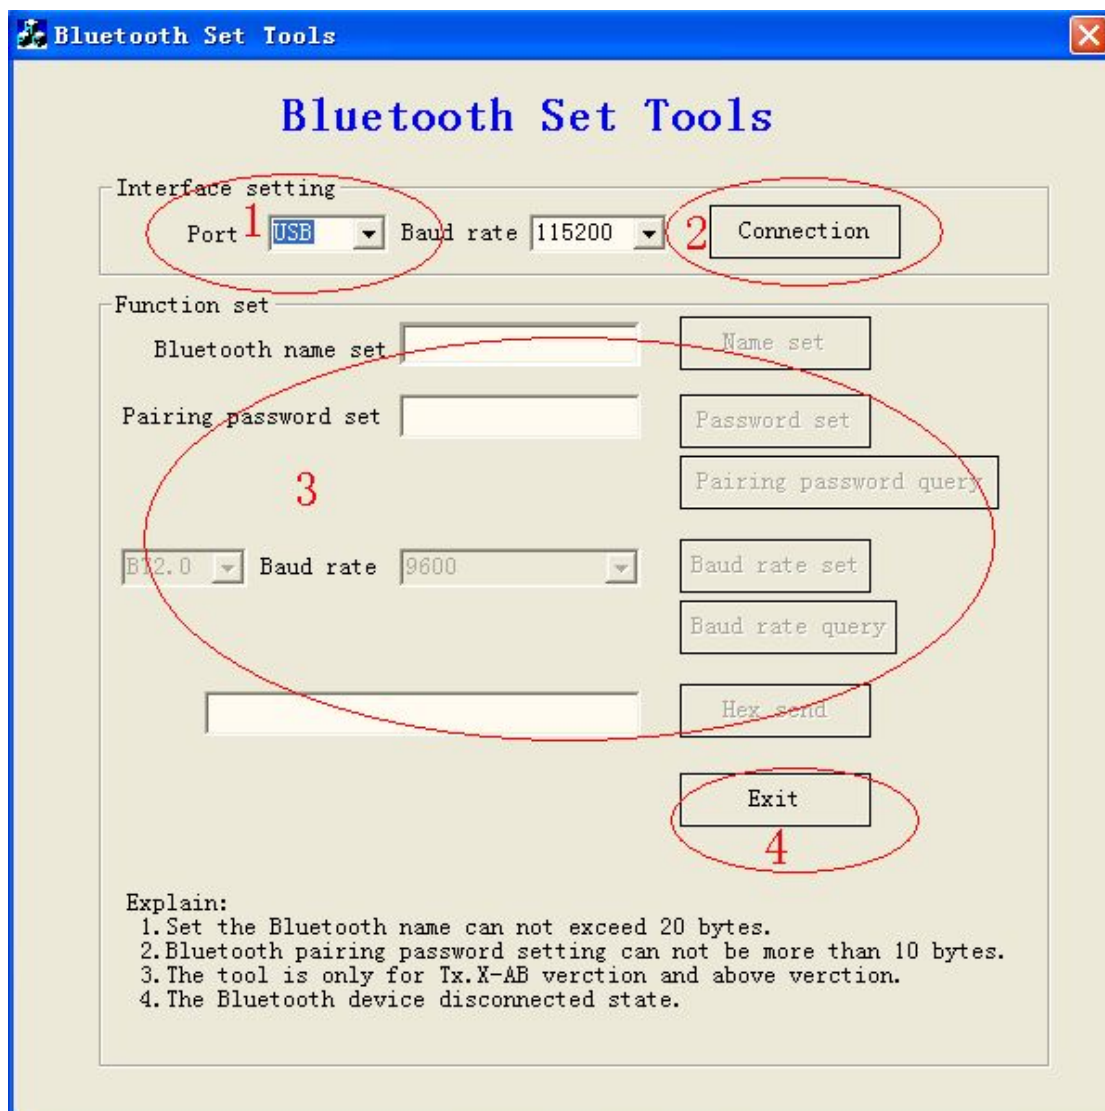 Bluetooth Set Tools
Bluetooth Set Tools
Interface setting
Port 1 USB Baud rate 115200 2 Connection
Function set
Bluetooth name set Name set
Pairing password set Password set
3 Pairing password query
BT2.0 Baud rate 9600 Baud rate set
Baud rate query
Hex send
Exit
4
Explain:
1.Set the Bluetooth name can not exceed 20 bytes.
2.Bluetooth pairing password setting can not be more than 10 bytes.
3.The tool is only for Tx.X-AB verction and above verction.
4.The Bluetooth device disconnected state.